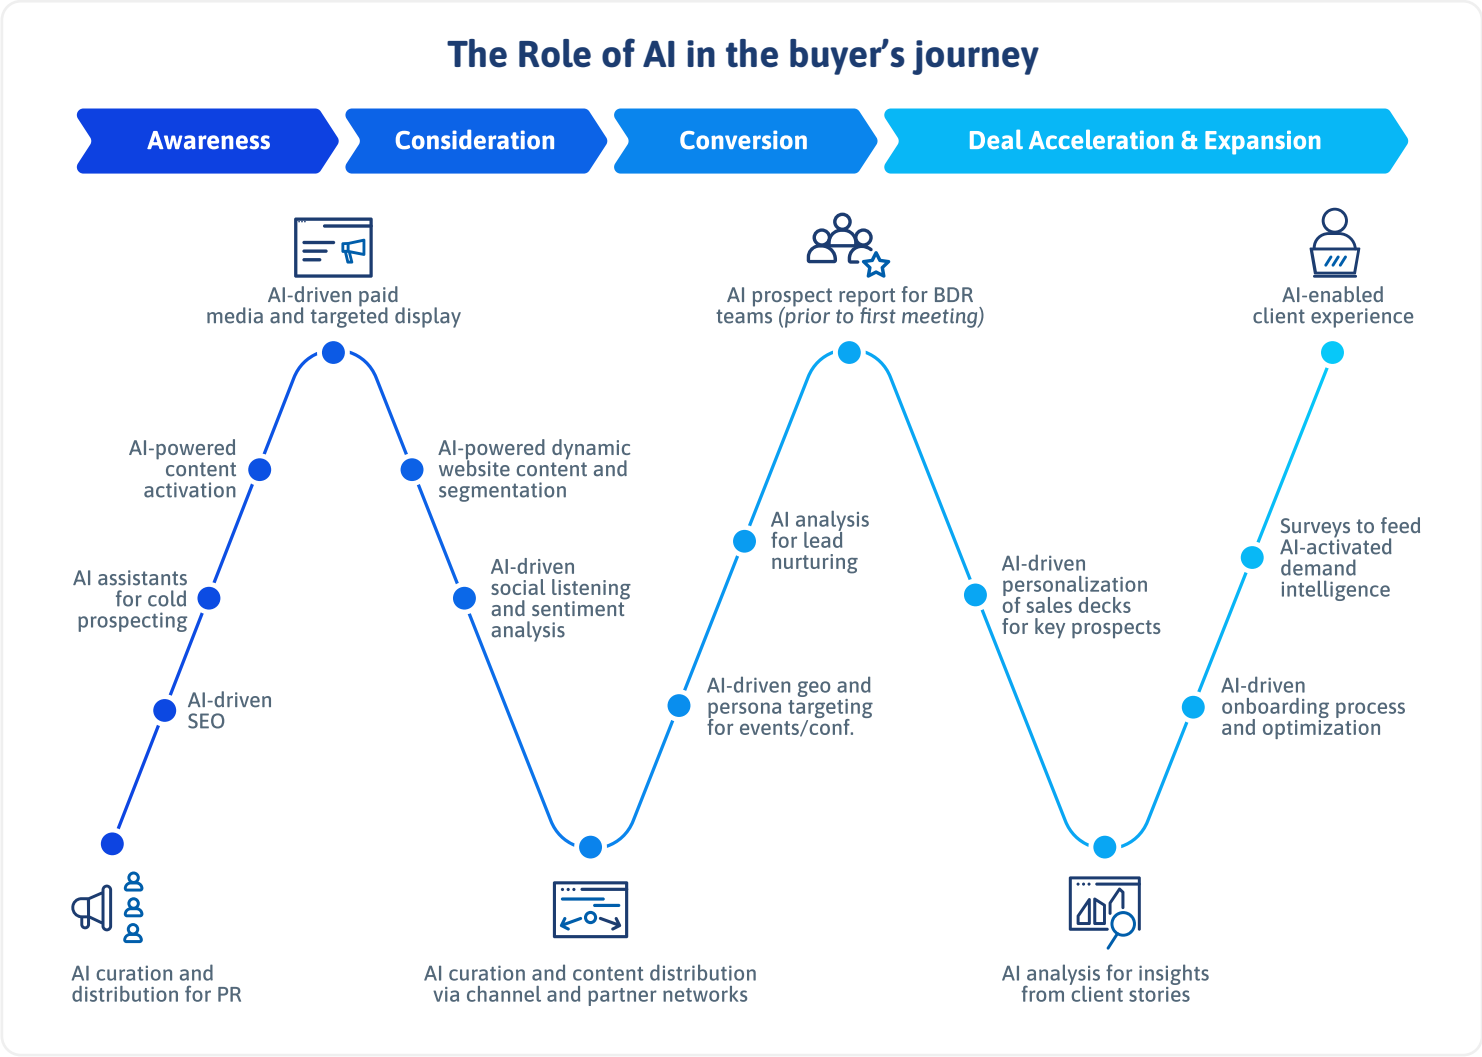 The Role of AI in the buyer’s journey
Awareness
Consideration
Conversion
Deal Acceleration & Expansion
AI curation and
distribution for PR
AI-driven
SEO
AI assistants
for cold
prospecting
AI-powered
content
activation
AI-driven paid
media and targeted display
AI-powered dynamic
website content and
segmentation
AI-driven
social listening
and sentiment
analysis
AI curation and content distribution
via channel and partner networks
AI-driven geo and
persona targeting
for events/conf.
AI analysis
for lead
nurturing
AI prospect report for BDR
teams (prior to first meeting)
AI-driven
personalization
of sales decks
for key prospects
AI analysis for insights
from client stories
AI-driven
onboarding process
and optimization
Surveys to feed
AI-activated
demand
intelligence
AI-enabled
client experience